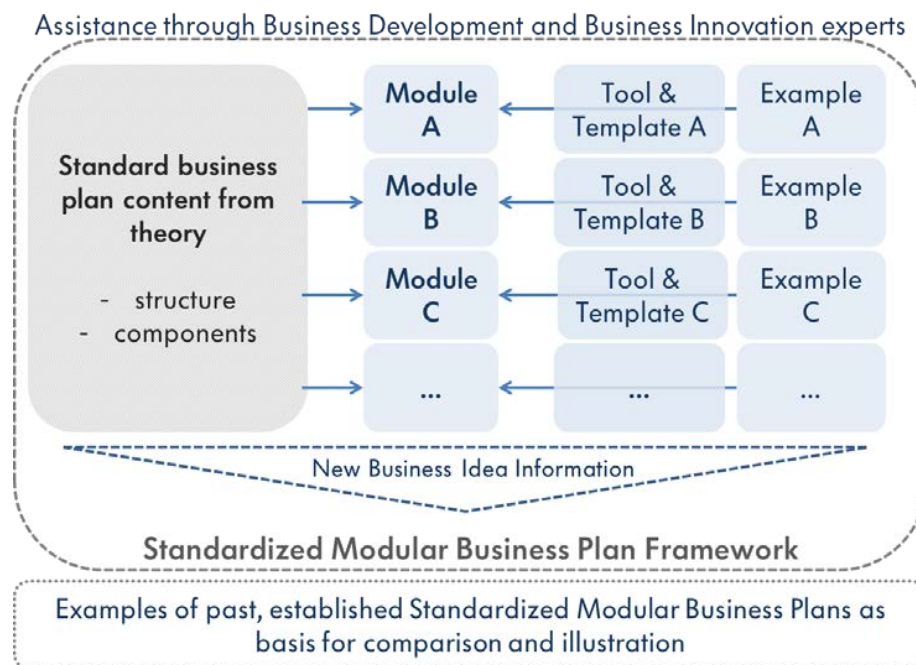 Assistance through Business Development and Business Innovation experts
Standard business
plan content from
theory
- structure
- components
Module
A
Tool &
Template A
Example
A
Module
B
Tool &
Template B
Example
B
Module
C
Tool &
Template C
Example
C
...
...
...
New Business Idea Information
Standardized Modular Business Plan Framework
Examples of past, established Standardized Modular Business Plans as
basis for comparison and illustration